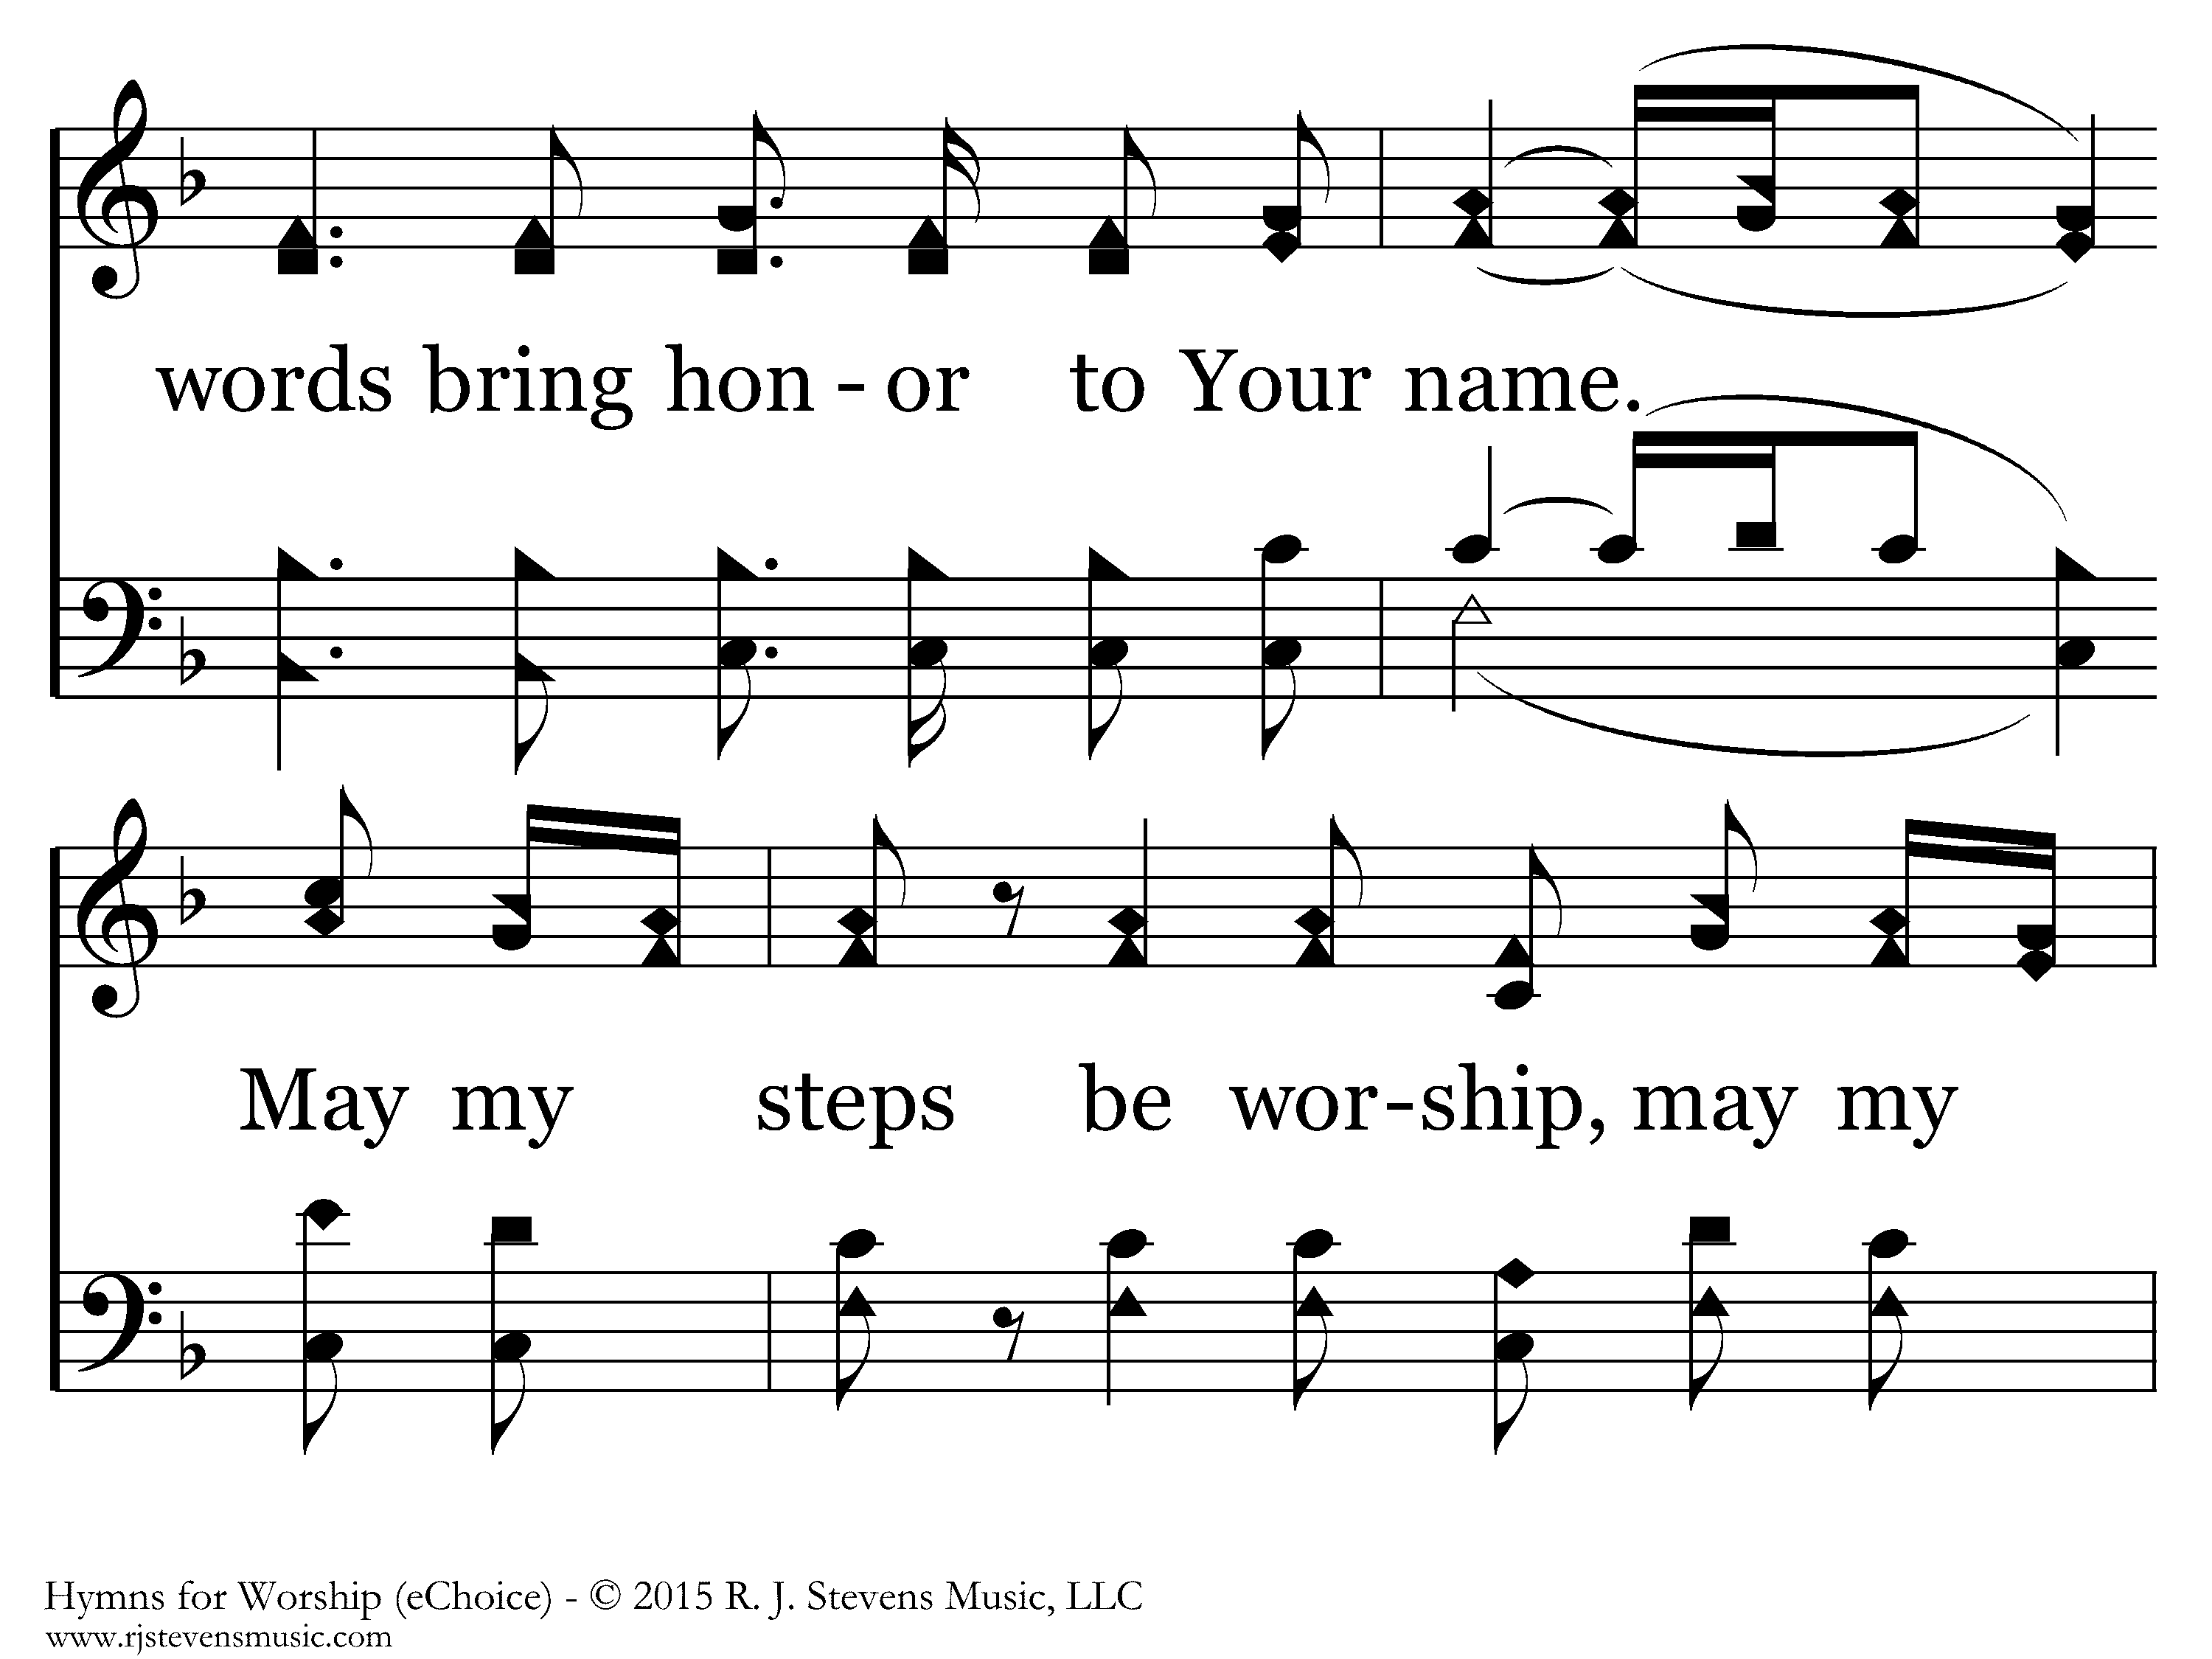 words bring hon - or to Your name.
May my steps be wor-ship, may my
Hymns for Worship (eChoice) - © 2015 R. J. Stevens Music, LLC
www.rjstevensmusic.com